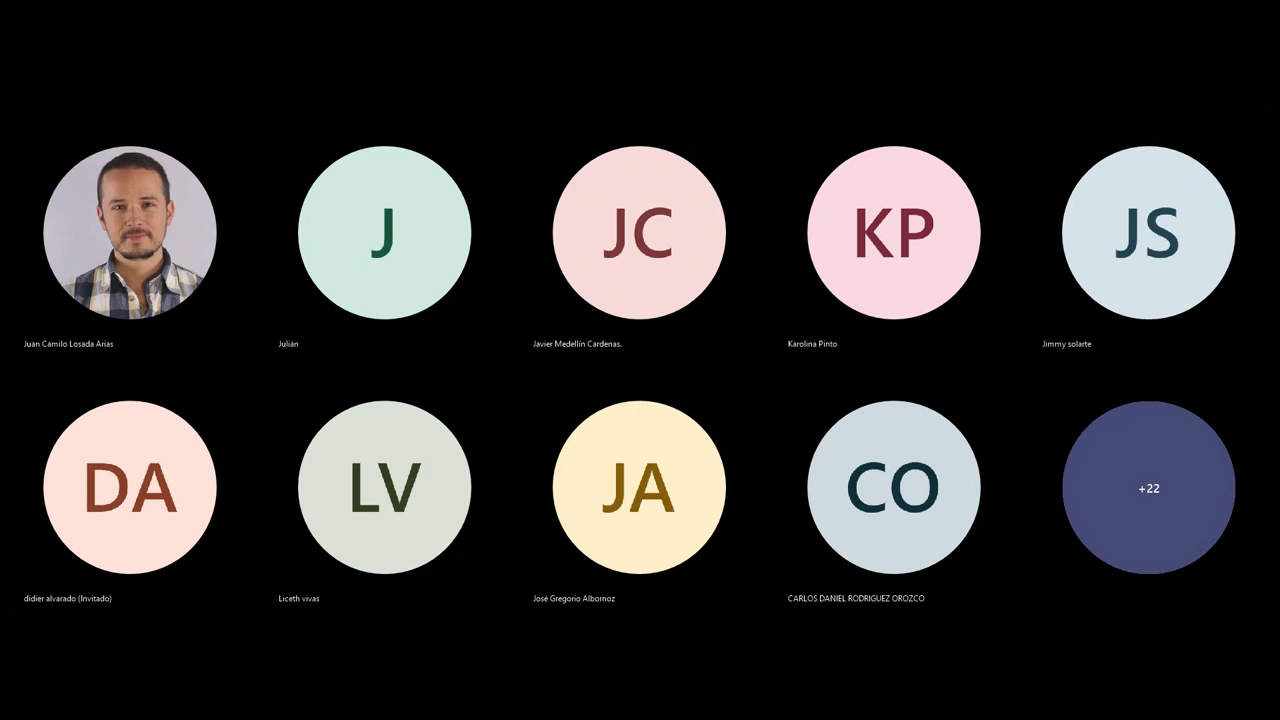 J
JC
KP
JS
Juan Camilo Losada Arias
Julián
Javier Medellín Cardenas.
Karolina Pinto
Jimmy solarte
DA
LV
JA
CO
+22
didier alvarado (Invitado)
Liceth vivas
José Gregorio Albornoz
CARLOS DANIEL RODRIGUEZ OROZCO